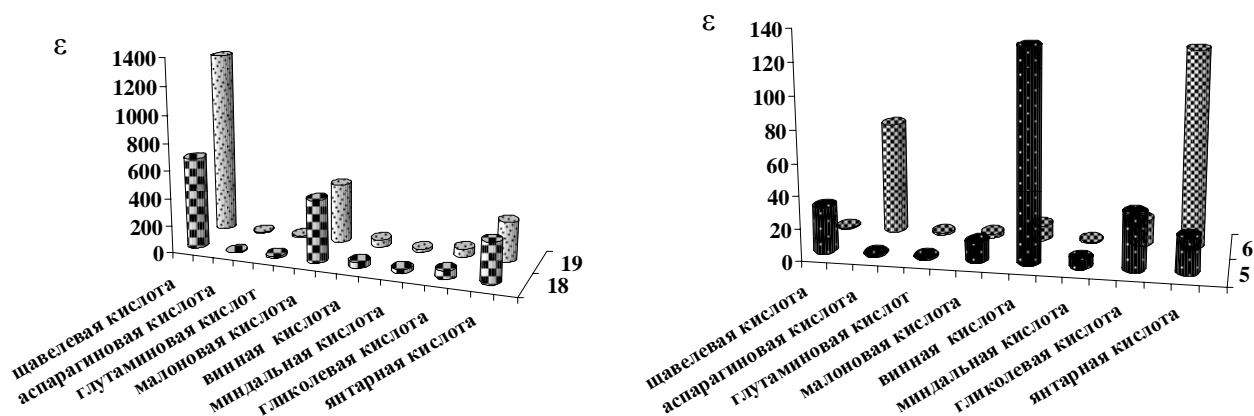 ε
1400
1200
1000
800
600
400
200
0
19
18
щавелевая кислота
аспарагиновая кислота
глутаминовая кислот
малоновая кислота
винная кислота
миндальная кислота
гликолевая кислота
янтарная кислота
ε
140
120
100
80
60
40
20
0
6
5
щавелевая кислота
аспарагиновая кислота
глутаминовая кислот
малоновая кислота
винная кислота
миндальная кислота
гликолевая кислота
янтарная кислота